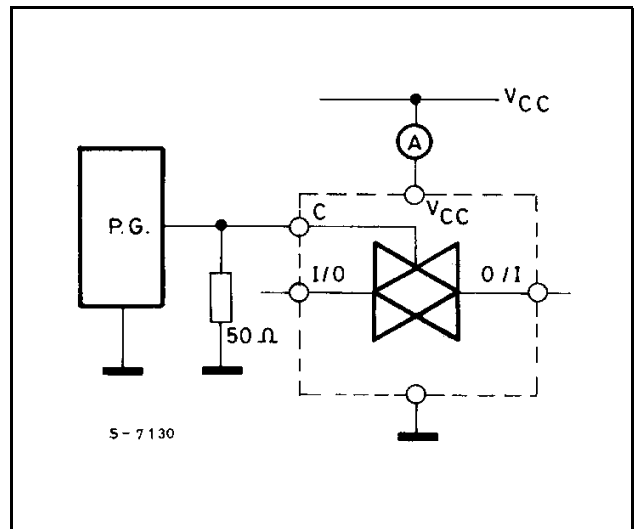 VCC
A
P.G.
C
VCC
I/O
O/I
50 Ω
S-7130